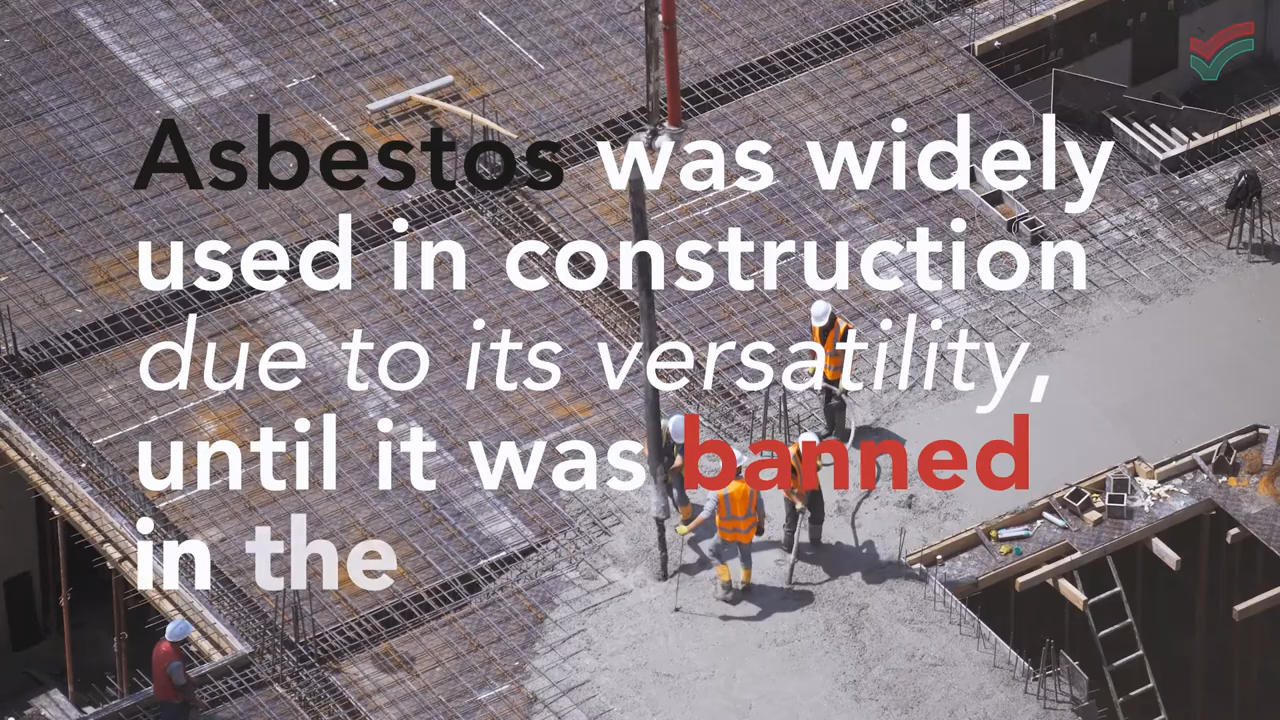 Asbestos was widely
used in construction
due to its versatility,
until it was banned
in the